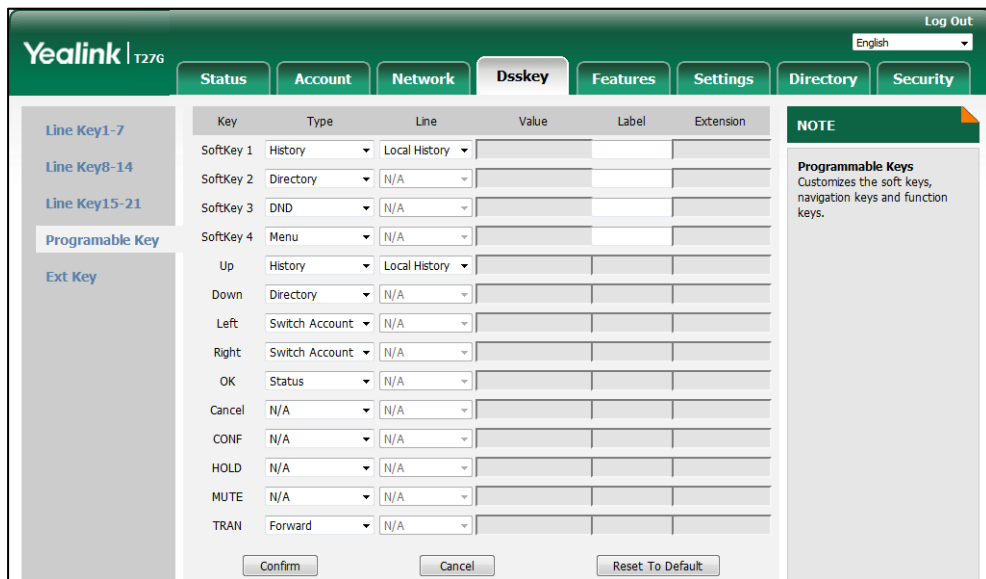 Log Out
Yealink | T27G
English
Status Account Network Dsskey Features Settings Directory Security
Line Key1-7
Line Key8-14
Line Key15-21
Programable Key
Ext Key
Key Type Line Value Label Extension
SoftKey 1 History Local History
SoftKey 2 Directory N/A
SoftKey 3 DND N/A
SoftKey 4 Menu N/A
Up History Local History
Down Directory N/A
Left Switch Account N/A
Right Switch Account N/A
OK Status N/A
Cancel N/A N/A
CONF N/A N/A
HOLD N/A N/A
MUTE N/A N/A
TRAN Forward N/A
Confirm Cancel Reset To Default
NOTE
Programmable Keys
Customizes the soft keys,
navigation keys and function
keys.